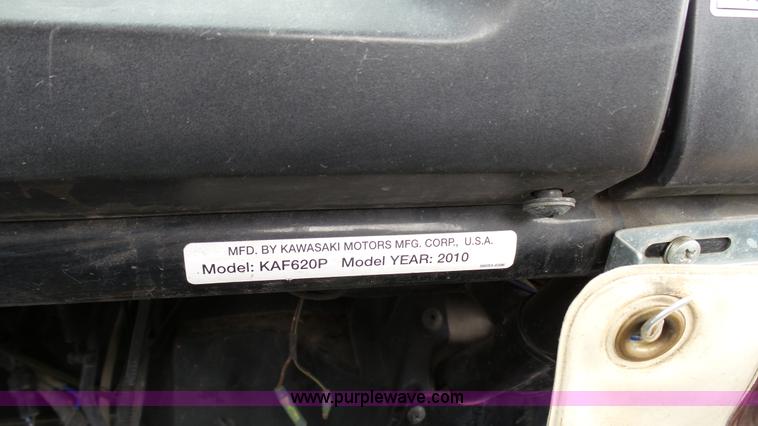 MFD. BY KAWASAKI MOTORS MFG. CORP., U.S.A.
Model: KAF620P Model YEAR: 2010
www.purplewave.com